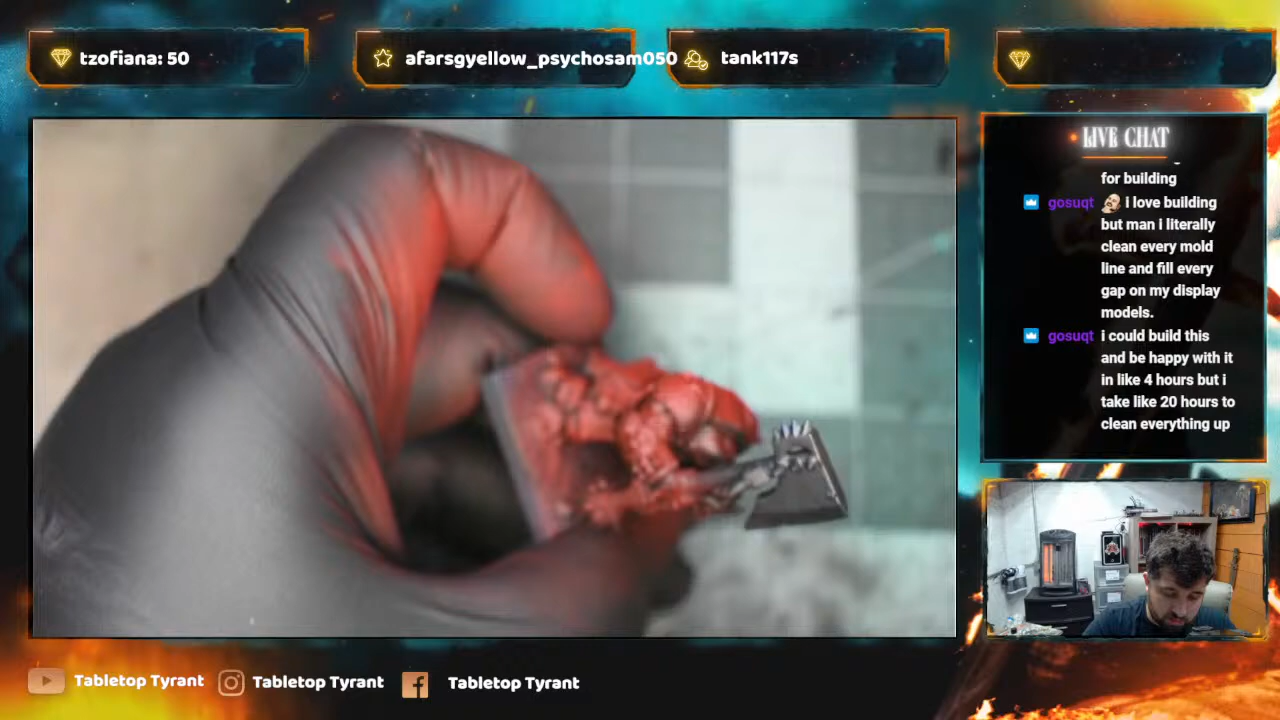 tzofiana: 50
afarsgyellow_psychosam050
tank117s
LIVE CHAT
for building
gosuqt i love building
but man i literally
clean every mold
line and fill every
gap on my display
models.
gosuqt i could build this
and be happy with it
in like 4 hours but i
take like 20 hours to
clean everything up
Tabletop Tyrant
Tabletop Tyrant
Tabletop Tyrant